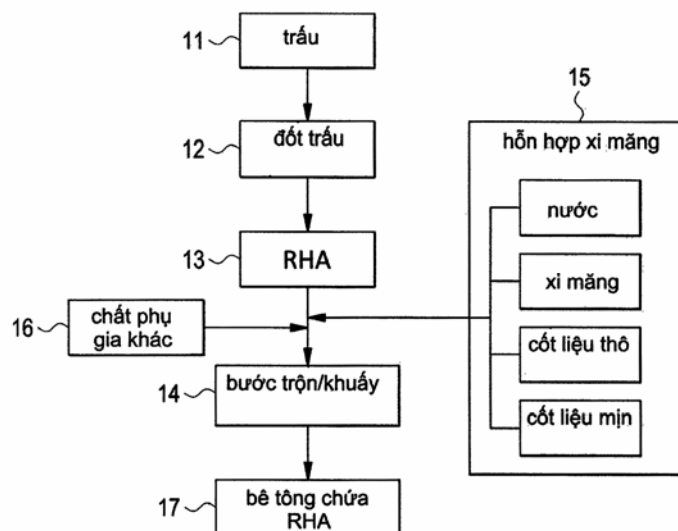 11
trấu
12
đốt trấu
13
RHA
16
chất phụ
gia khác
14
bước trộn/khuấy
17
bê tông chứa
RHA
15
hỗn hợp xi măng
nước
xi măng
cốt liệu thô
cốt liệu mịn